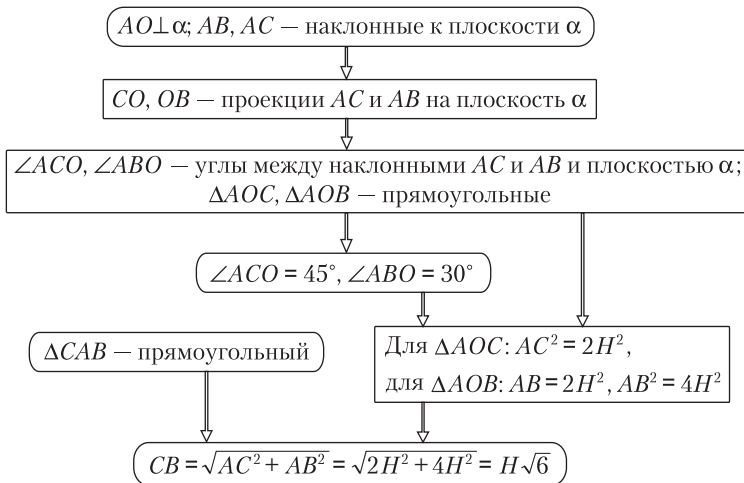 AO⊥α; AB, AC – наклонные к плоскости α
CO, OB – проекции AC и AB на плоскость α
∠ACO, ∠ABO – углы между наклонными AC и AB и плоскостью α;
ΔAOC, ΔAOB – прямоугольные
∠ACO = 45°, ∠ABO = 30°
ΔCAB – прямоугольный
Для ΔAOC: AC² = 2H²,
для ΔAOB: AB = 2H², AB² = 4H²
CB = √(AC² + AB²) = √(2H² + 4H²) = H√6